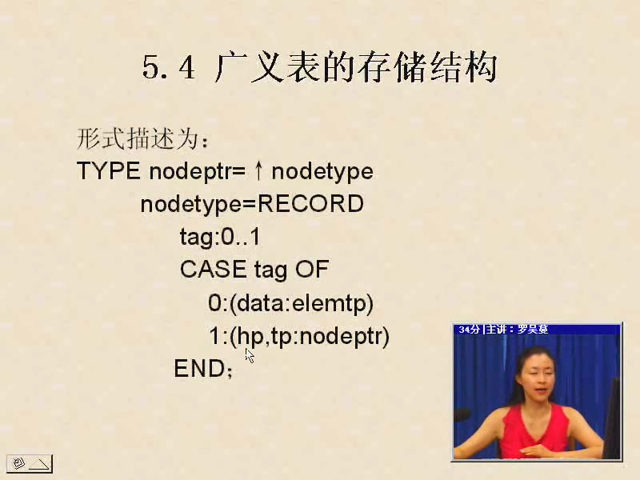 5.4 广义表的存储结构
形式描述为：
TYPE nodeptr=↑nodetype
nodetype=RECORD
tag:0..1
CASE tag OF
0:(data:elemtp)
1:(hp,tp:nodeptr)
END；
34分|主讲：罗昊蔓